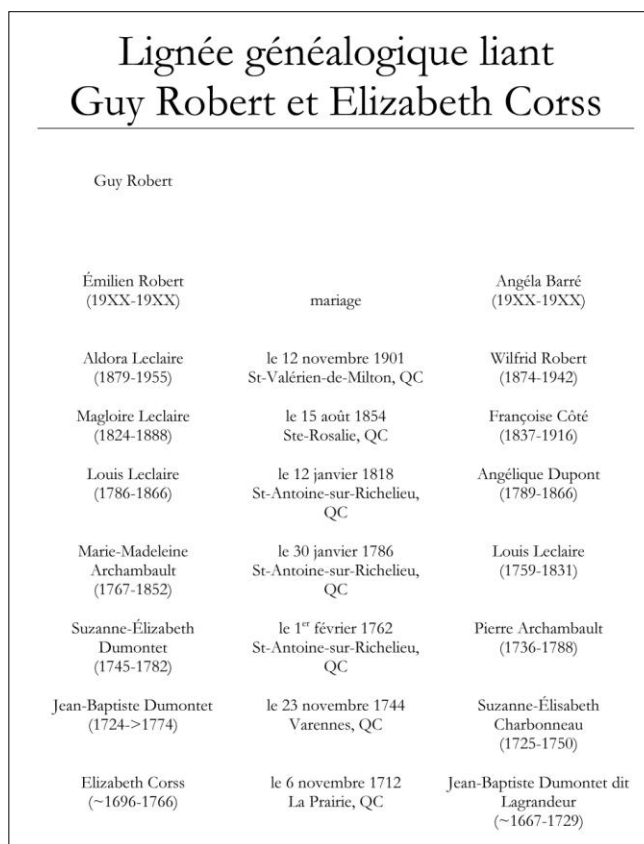 Lignée généalogique liant
Guy Robert et Elizabeth Corss
Guy Robert
Émilien Robert
(19XX-19XX)
mariage
Angéla Barré
(19XX-19XX)
Aldora Leclaire
(1879-1955)
le 12 novembre 1901
St-Valérien-de-Milton, QC
Wilfrid Robert
(1874-1942)
Magloire Leclaire
(1824-1888)
le 15 août 1854
Ste-Rosalie, QC
Françoise Côté
(1837-1916)
Louis Leclaire
(1786-1866)
le 12 janvier 1818
St-Antoine-sur-Richelieu,
QC
Angélique Dupont
(1789-1866)
Marie-Madeleine
Archambault
(1767-1852)
le 30 janvier 1786
St-Antoine-sur-Richelieu,
QC
Louis Leclaire
(1759-1831)
Suzanne-Élizabeth
Dumontet
(1745-1782)
le 1er février 1762
St-Antoine-sur-Richelieu,
QC
Pierre Archambault
(1736-1788)
Jean-Baptiste Dumontet
(1724->1774)
le 23 novembre 1744
Varennes, QC
Suzanne-Élisabeth
Charbonneau
(1725-1750)
Elizabeth Corss
(~1696-1766)
le 6 novembre 1712
La Prairie, QC
Jean-Baptiste Dumontet dit
Lagrandeur
(~1667-1729)